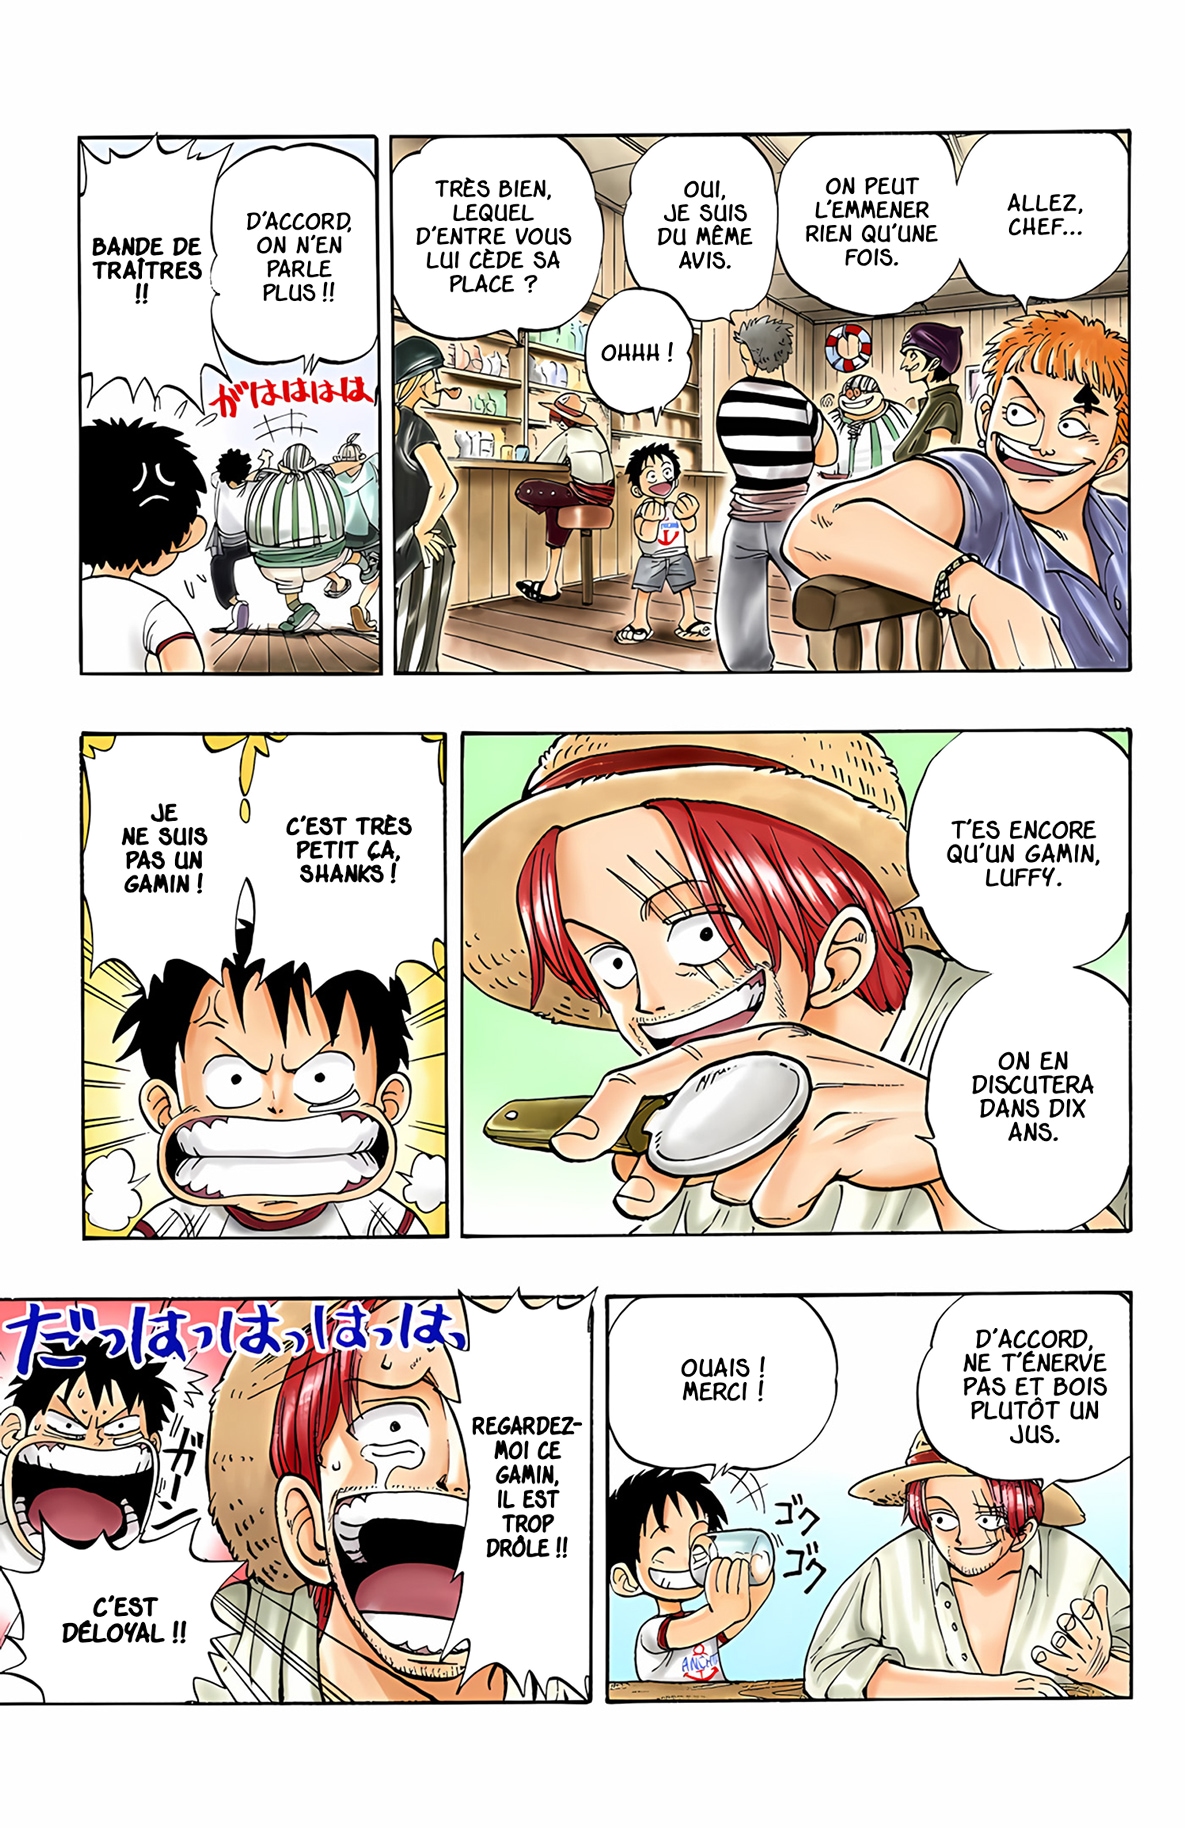 ALLEZ,
CHEF...
ON PEUT
L'EMMENER
RIEN QU'UNE
FOIS.
OUI,
JE SUIS
DU MÊME
AVIS.
TRÈS BIEN,
LEQUEL
D'ENTRE VOUS
LUI CÈDE SA
PLACE ?
OHHH !
D'ACCORD,
ON N'EN
PARLE
PLUS !!
がはははは
BANDE DE
TRAÎTRES
!!
T'ES ENCORE
QU'UN GAMIN,
LUFFY.
ON EN
DISCUTERA
DANS DIX
ANS.
C'EST TRÈS
PETIT ÇA,
SHANKS !
JE
NE SUIS
PAS UN
GAMIN !
D'ACCORD,
NE T'ÉNERVE
PAS ET BOIS
PLUTÔT UN
JUS.
OUAIS !
MERCI !
ゴク
ゴク
ANCHO
REGARDEZ-
MOI CE
GAMIN,
IL EST
TROP
DRÔLE !!
だっはっはっはっは、
ガーン
C'EST
DÉLOYAL !!